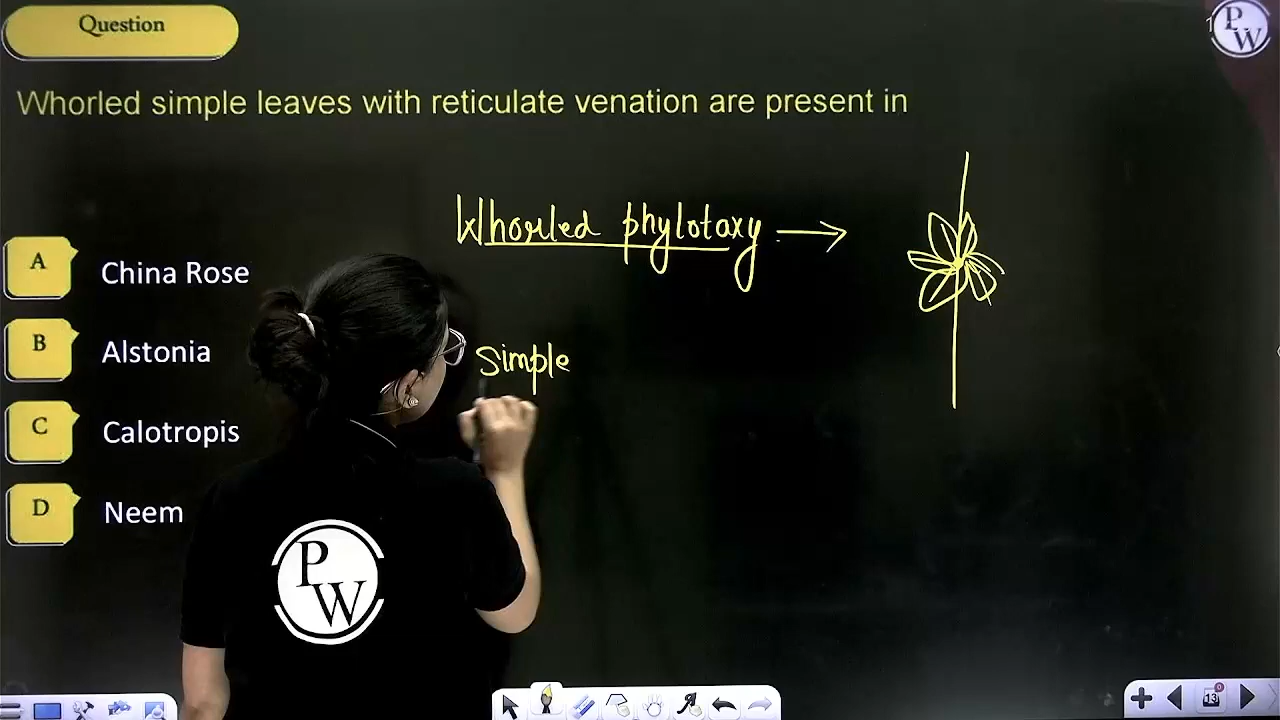 Question
PW
Whorled simple leaves with reticulate venation are present in
Whorled phylotaxy →
A China Rose
B Alstonia
Simple
C Calotropis
D Neem
PW
13